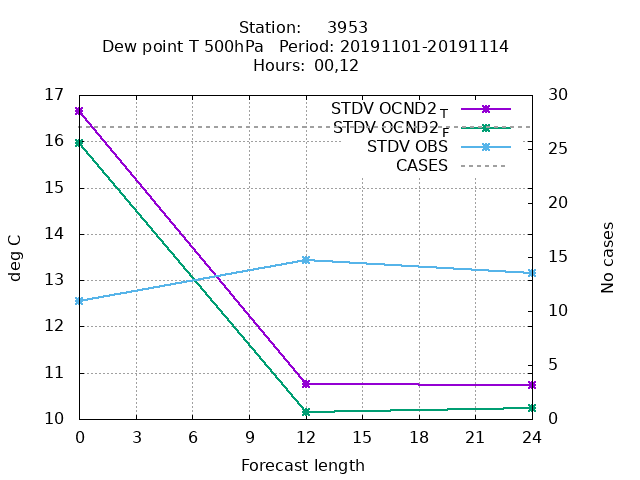 Station: 3953
Dew point T 500hPa Period: 20191101-20191114
Hours: 00,12
17
16
15
14
13
12
11
10
30
25
20
15
10
5
0
deg C
No cases
STDV OCND2_T
STDV OCND2_F
STDV OBS
CASES
0 3 6 9 12 15 18 21 24
Forecast length